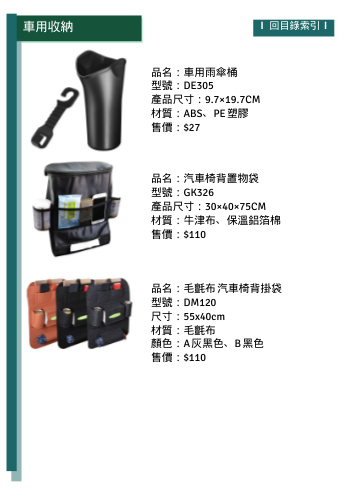 車用收納
回目錄索引
品名：車用雨傘桶
型號：DE305
產品尺寸：9.7×19.7CM
材質：ABS、PE塑膠
售價：$27
品名：汽車椅背置物袋
型號：GK326
產品尺寸：30×40×75CM
材質：牛津布、保溫鋁箔棉
售價：$110
品名：毛氈布 汽車椅背掛袋
型號：DM120
尺寸：55x40cm
材質：毛氈布
顏色：A灰黑色、B黑色
售價：$110